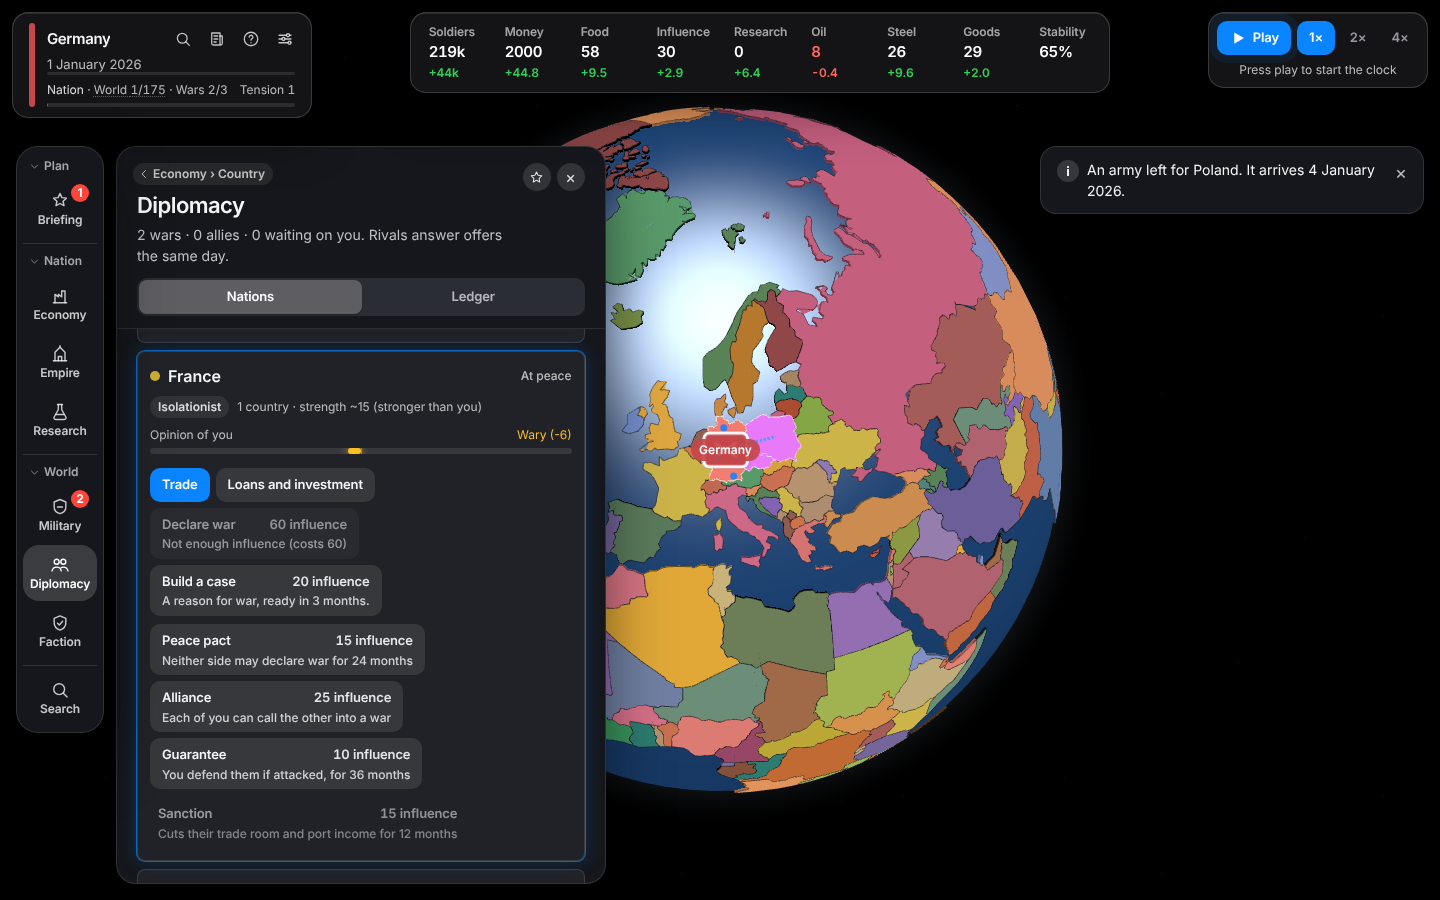 Germany
1 January 2026
Nation · World 1/175 · Wars 2/3 Tension 1
Soldiers Money Food Influence Research Oil Steel Goods Stability
219k 2000 58 30 0 8 26 29 65%
+44k +44.8 +9.5 +2.9 +6.4 -0.4 +9.6 +2.0
Play 1× 2× 4×
Press play to start the clock
Plan
1
Briefing
Nation
Economy
Empire
Research
World
2
Military
Diplomacy
Faction
Search
Economy › Country
Diplomacy
2 wars · 0 allies · 0 waiting on you. Rivals answer offers
the same day.
Nations Ledger
France At peace
Isolationist 1 country · strength ~15 (stronger than you)
Opinion of you Wary (-6)
Trade Loans and investment
Declare war 60 influence
Not enough influence (costs 60)
Build a case 20 influence
A reason for war, ready in 3 months.
Peace pact 15 influence
Neither side may declare war for 24 months
Alliance 25 influence
Each of you can call the other into a war
Guarantee 10 influence
You defend them if attacked, for 36 months
Sanction 15 influence
Cuts their trade room and port income for 12 months
Germany
An army left for Poland. It arrives 4 January
2026.